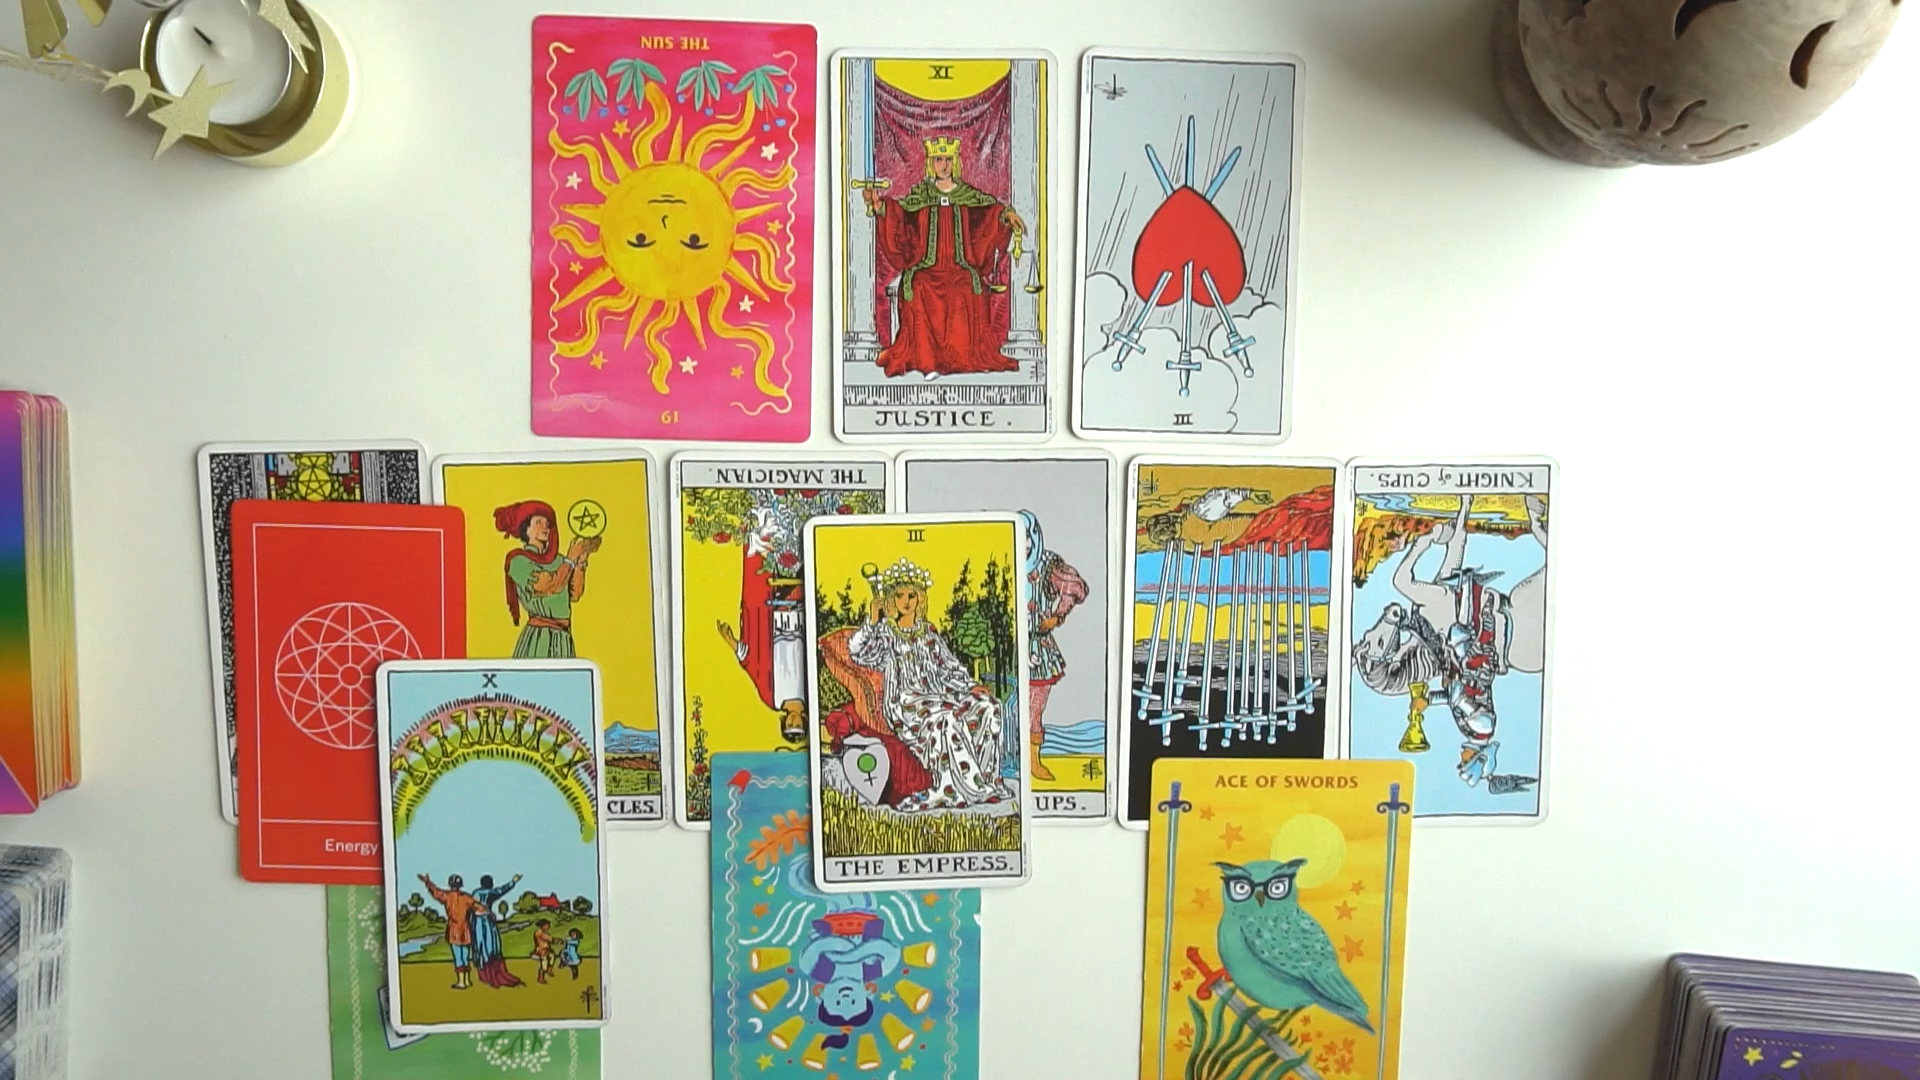 THE SUN
19
XI
JUSTICE.
III
THE MAGICIAN.
KNIGHT of CUPS.
CLES.
III
THE EMPRESS.
UPS.
Energy
X
ACE OF SWORDS